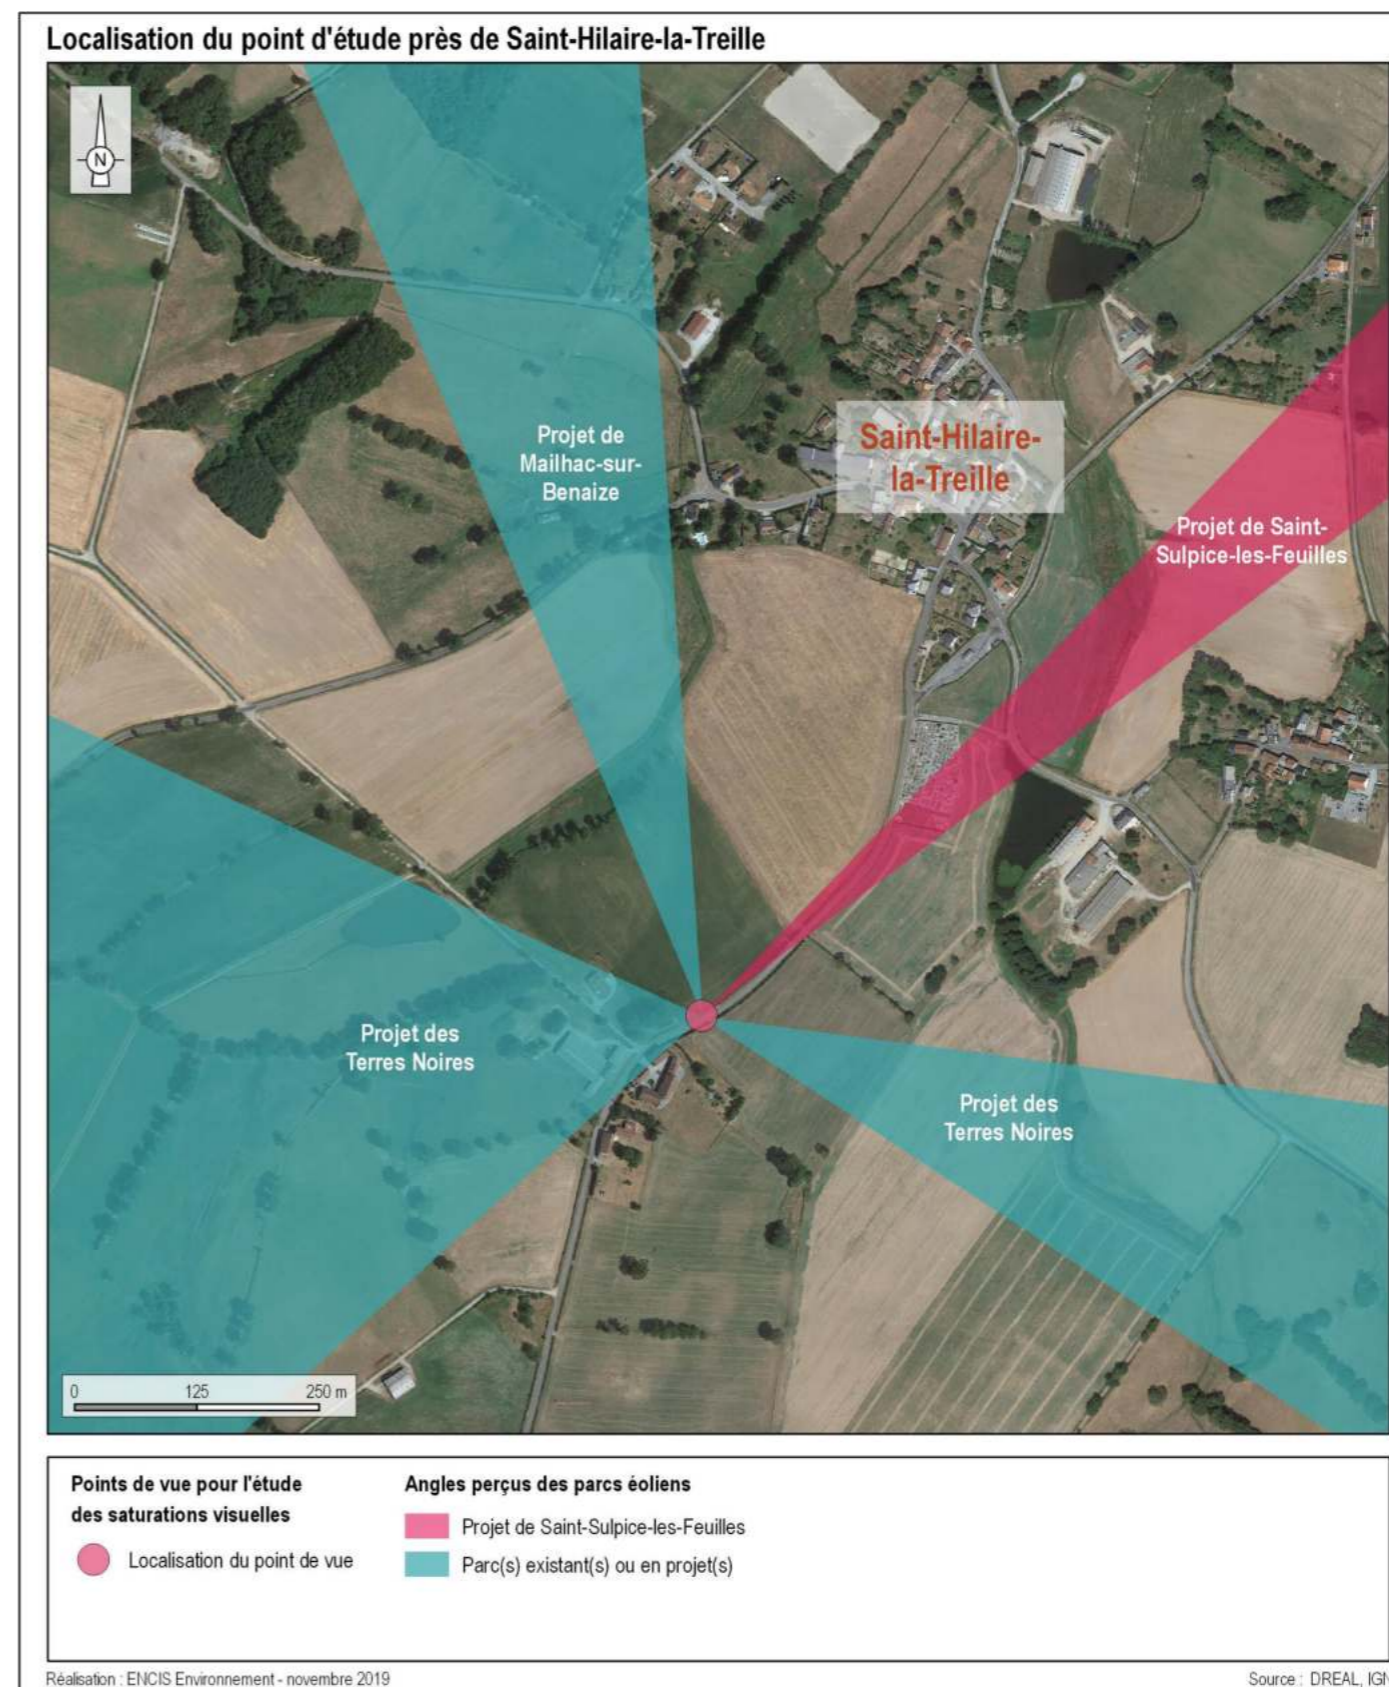 Localisation du point d'étude près de Saint-Hilaire-la-Treille
N
Projet de
Mailhac-sur-
Benaize
Saint-Hilaire-
la-Treille
Projet de Saint-
Sulpice-les-Feuilles
Projet des
Terres Noires
Projet des
Terres Noires
0 125 250 m
Points de vue pour l'étude
des saturations visuelles
Localisation du point de vue
Angles perçus des parcs éoliens
Projet de Saint-Sulpice-les-Feuilles
Parc(s) existant(s) ou en projet(s)
Réalisation : ENCIS Environnement - novembre 2019
Source : DREAL, IGN